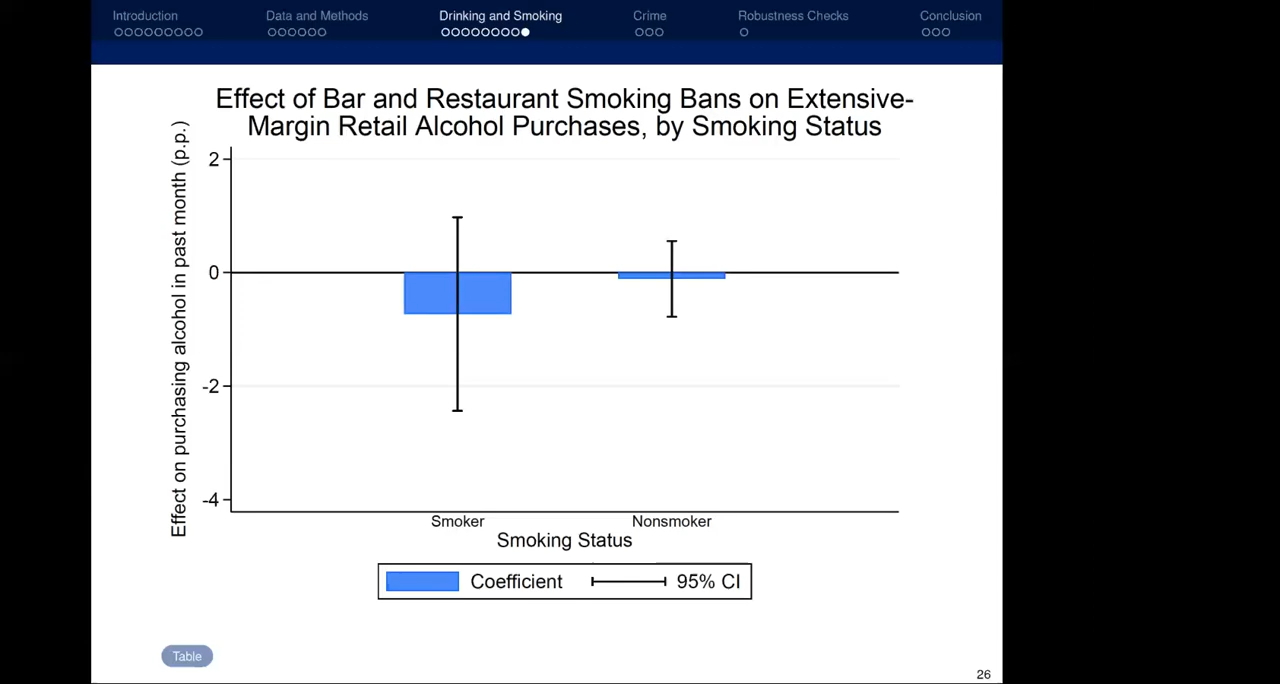 Introduction
Data and Methods
Drinking and Smoking
Crime
Robustness Checks
Conclusion
Effect of Bar and Restaurant Smoking Bans on Extensive-
Margin Retail Alcohol Purchases, by Smoking Status
Effect on purchasing alcohol in past month (p.p.)
2
0
-2
-4
Smoker
Nonsmoker
Smoking Status
Coefficient
95% CI
Table
26